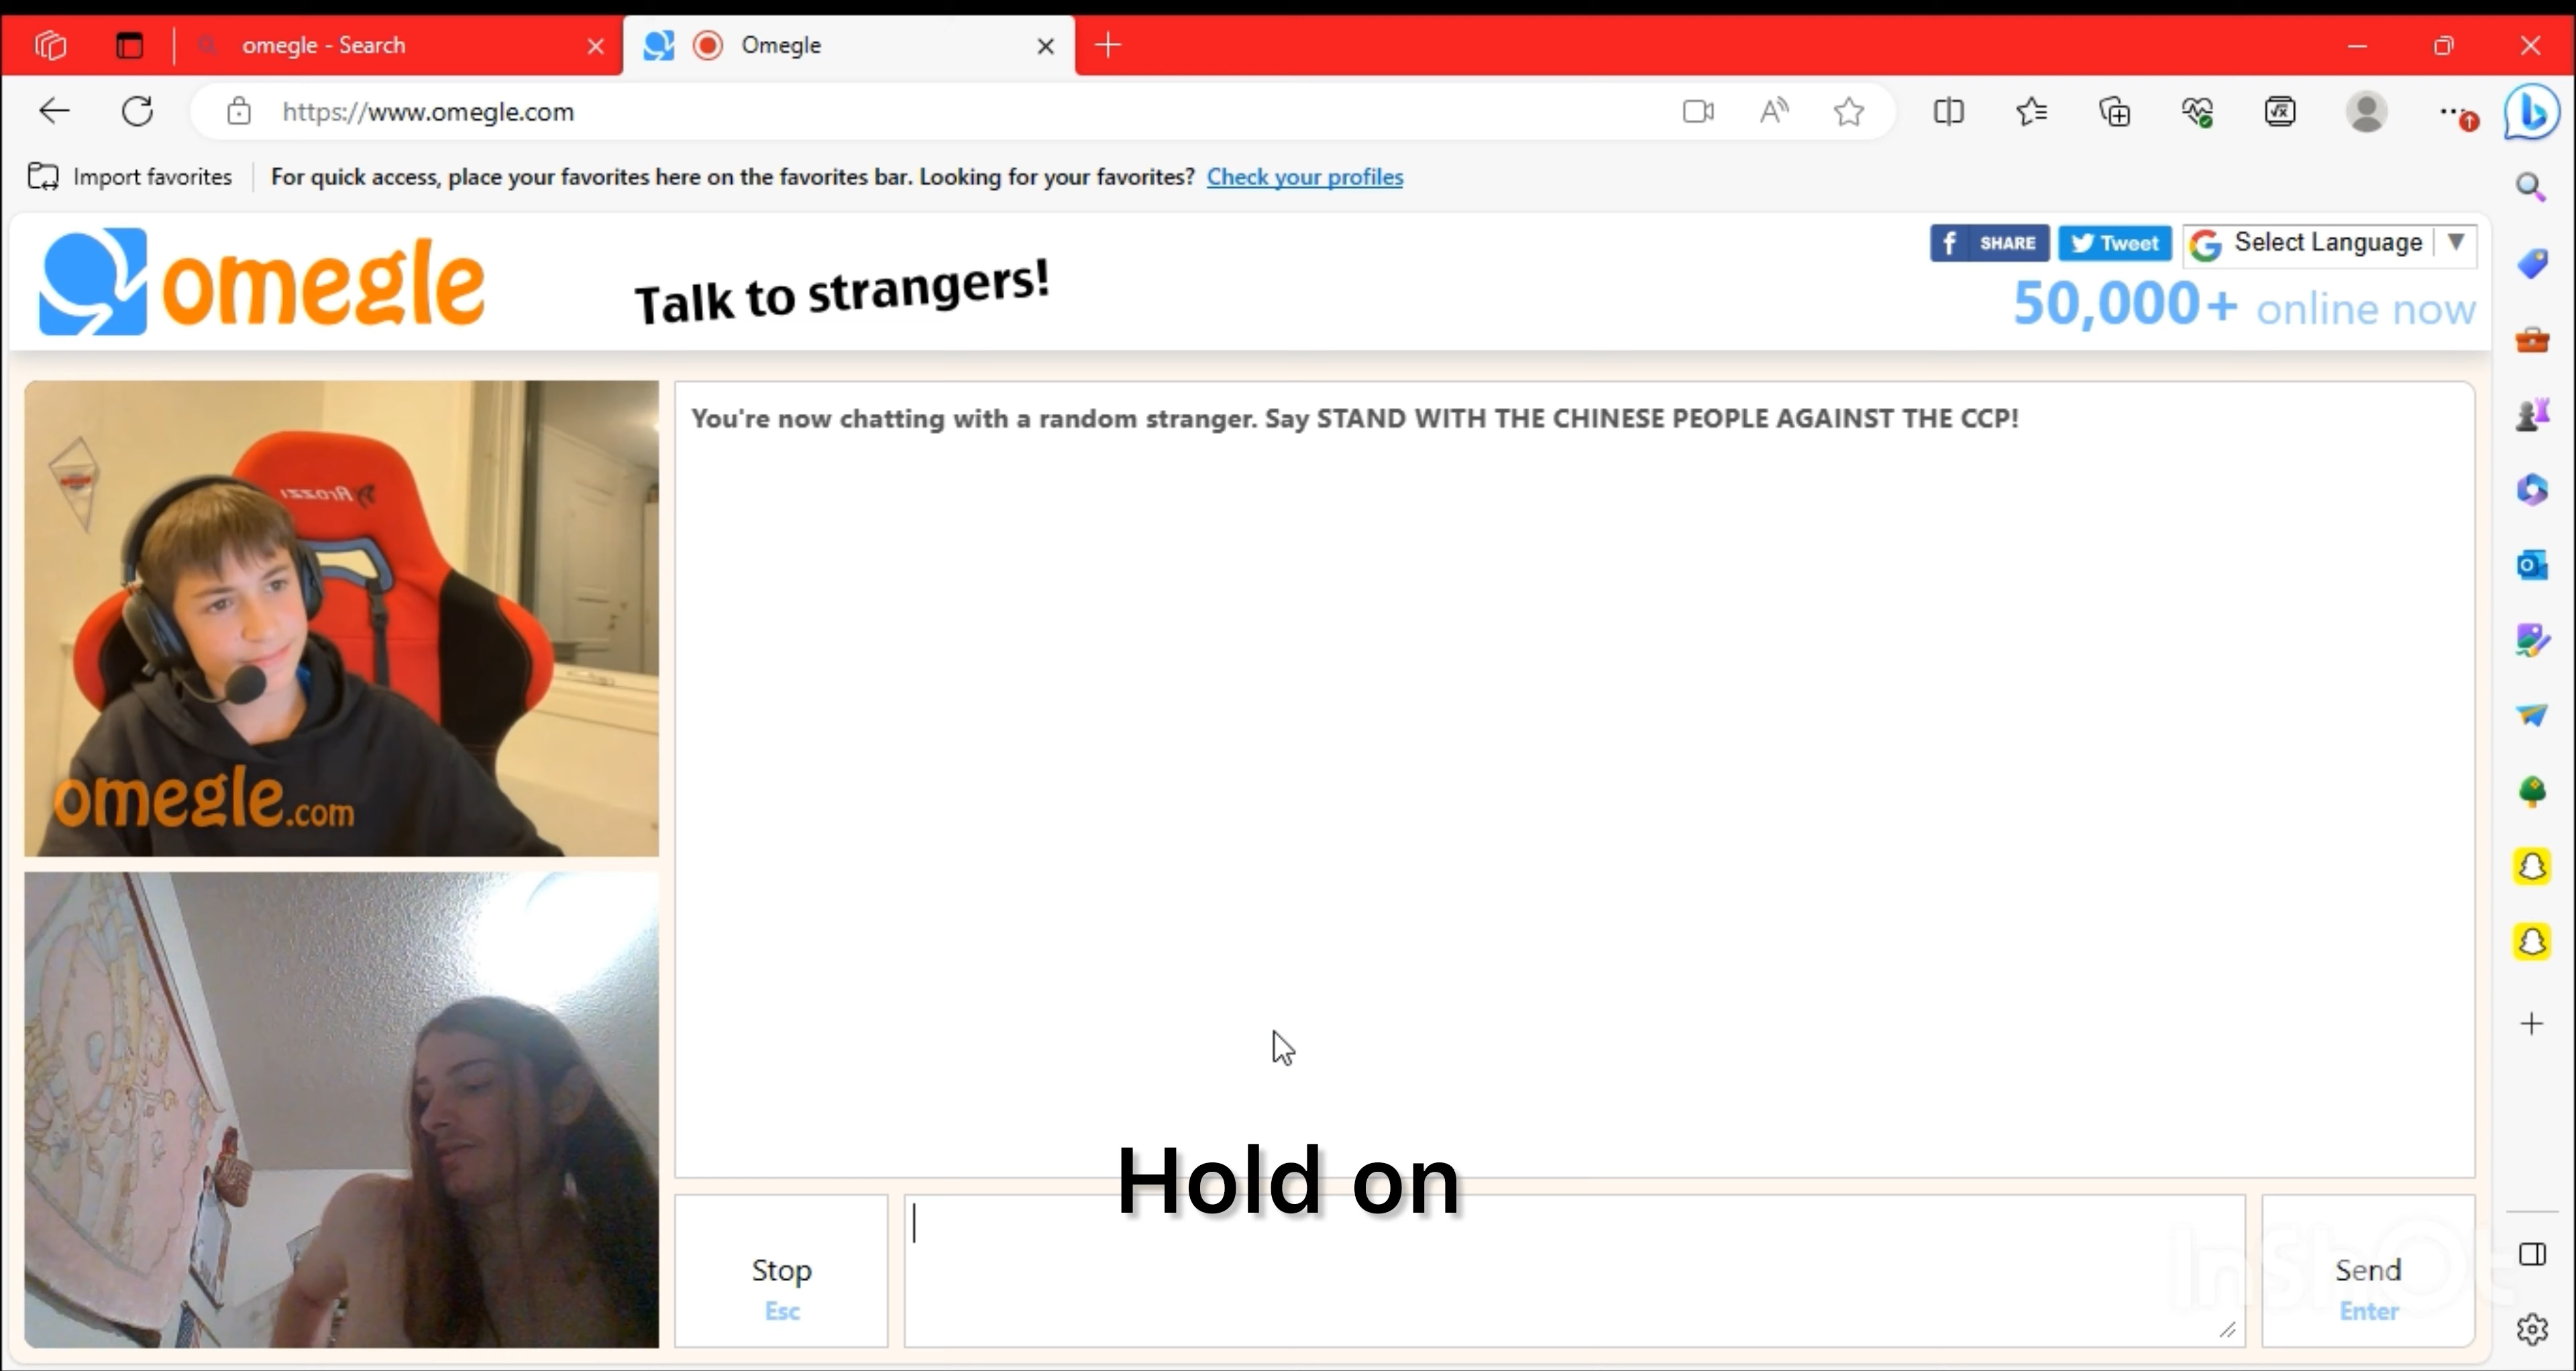 omegle - Search
Omegle
https://www.omegle.com
Import favorites
For quick access, place your favorites here on the favorites bar. Looking for your favorites? Check your profiles
omegle
Talk to strangers!
SHARE
Tweet
Select Language
50,000+ online now
Arozzi
omegle.com
You're now chatting with a random stranger. Say STAND WITH THE CHINESE PEOPLE AGAINST THE CCP!
Hold on
Stop
Esc
Send
Enter
InShOt